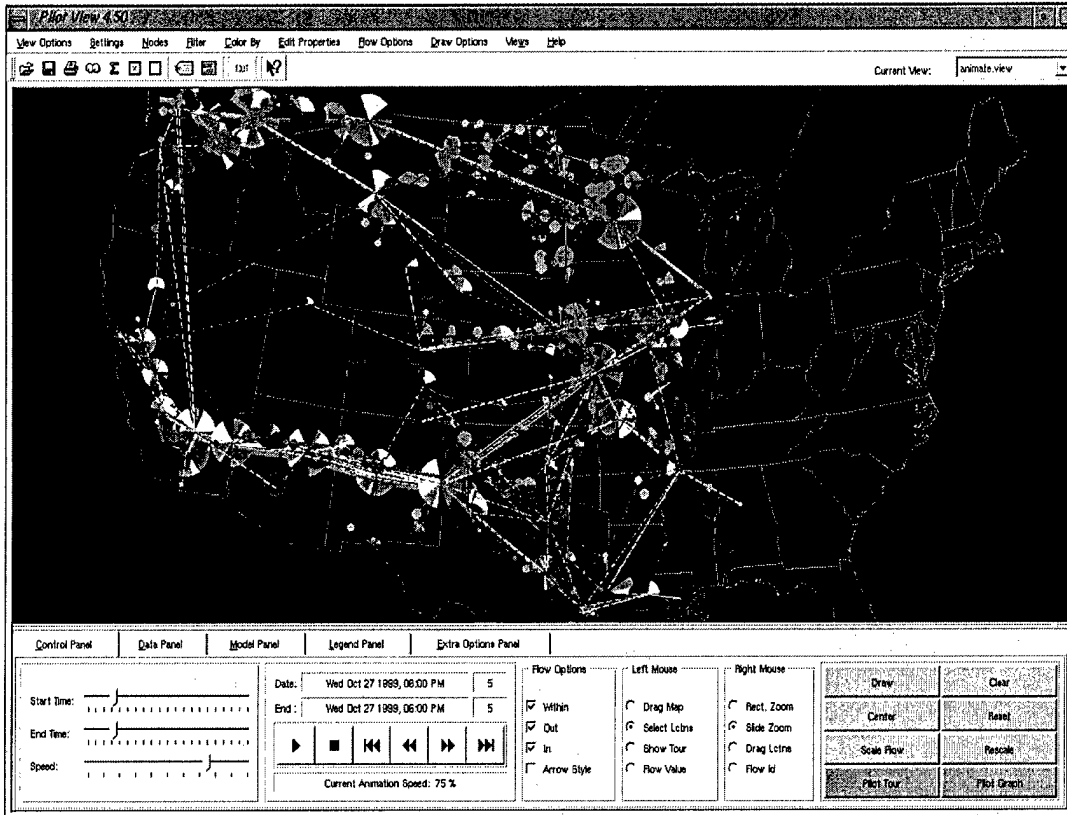 Pilot View 4.50
View Options Settings Nodes Filter Color By Edit Properties Flow Options Draw Options Views Help
Exit Current View: animate.view
Control Panel Data Panel Model Panel Legend Panel Extra Options Panel
Start Time:
End Time:
Speed:
Date: Wed Oct 27 1999, 06:00 PM 5
End : Wed Oct 27 1999, 06:00 PM 5
Current Animation Speed: 75 %
Flow Options
Within
Out
In
Arrow Style
Left Mouse
Drag Map
Select Lctns
Show Tour
Flow Value
Right Mouse
Rect. Zoom
Slide Zoom
Drag Lctns
Flow Id
Draw Clear
Center Reset
Scale Flow Rescale
Pilot Tour Pilot Graph